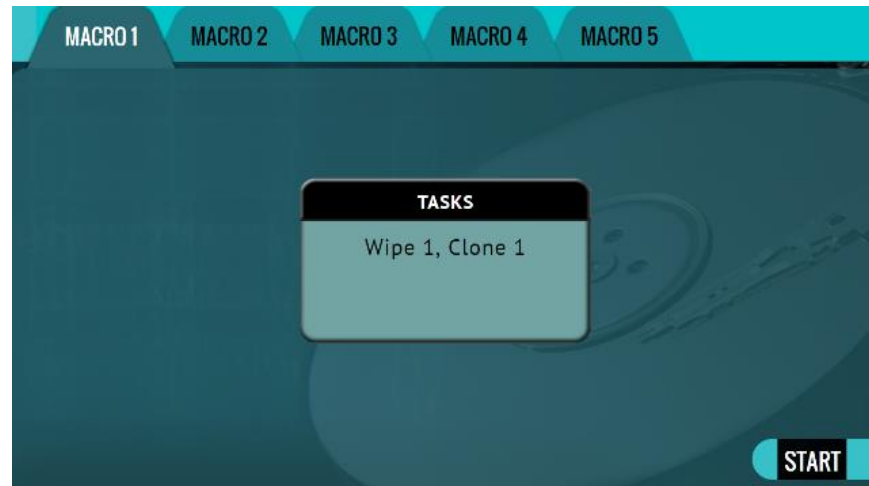 MACRO 1 MACRO 2 MACRO 3 MACRO 4 MACRO 5
TASKS
Wipe 1, Clone 1
START